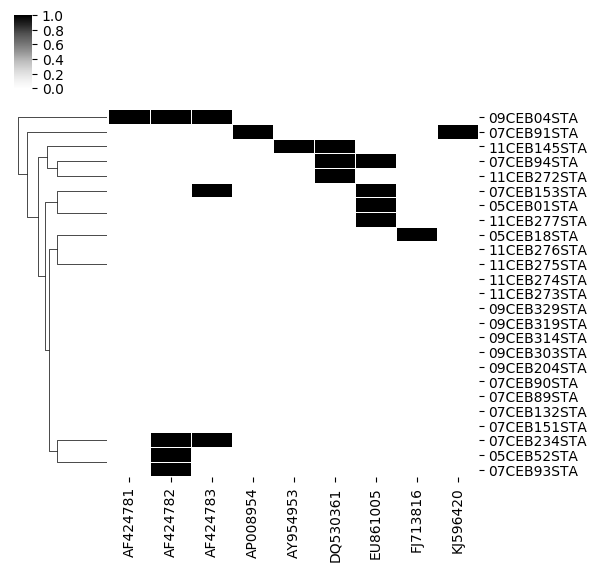 1.0
0.8
0.6
0.4
0.2
0.0
09CEB04STA
07CEB91STA
11CEB145STA
07CEB94STA
11CEB272STA
07CEB153STA
05CEB01STA
11CEB277STA
05CEB18STA
11CEB276STA
11CEB275STA
11CEB274STA
11CEB273STA
09CEB329STA
09CEB319STA
09CEB314STA
09CEB303STA
09CEB204STA
07CEB90STA
07CEB89STA
07CEB132STA
07CEB151STA
07CEB234STA
05CEB52STA
07CEB93STA
AF424781
AF424782
AF424783
AP008954
AY954953
DQ530361
EU861005
FJ713816
KJ596420